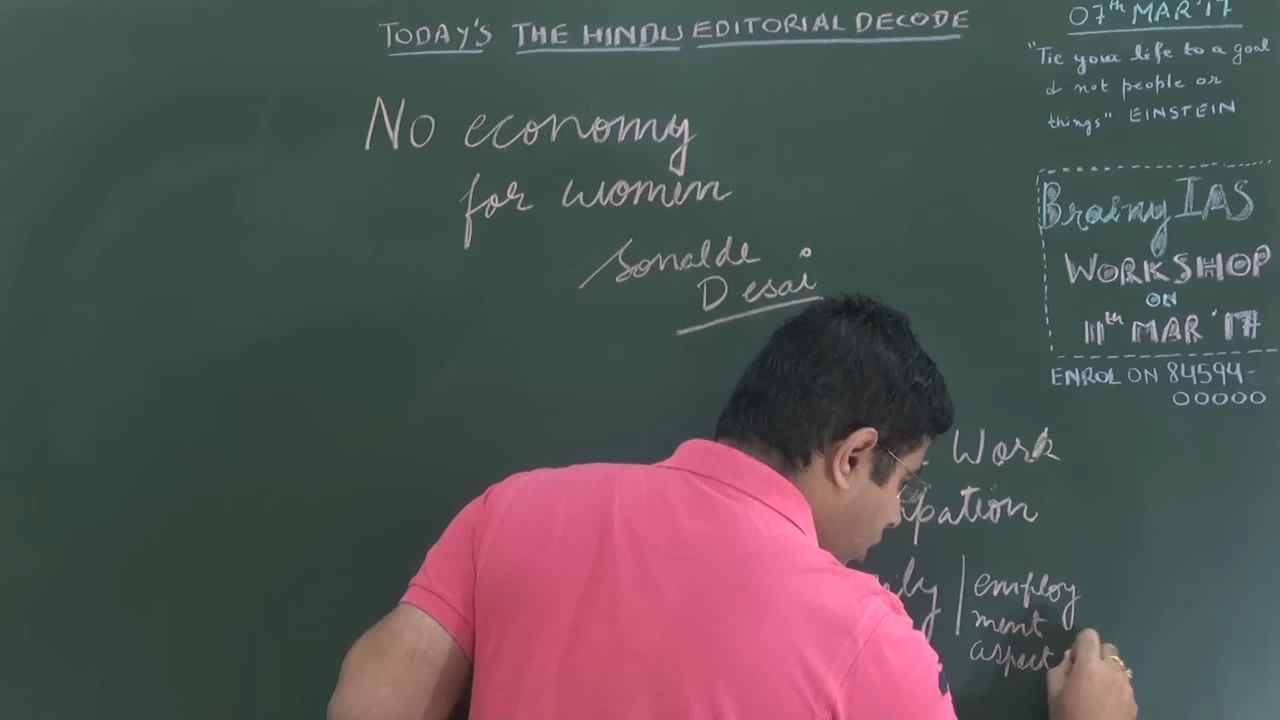 TODAY'S THE HINDU EDITORIAL DECODE
07th MAR '17
"Tie your life to a goal
& not people or
things" EINSTEIN
No economy
for women
Sonalde
Desai
Brainy IAS
WORKSHOP
ON
11th MAR '17
ENROL ON 84594-
00000
Work
employ
ment
aspect